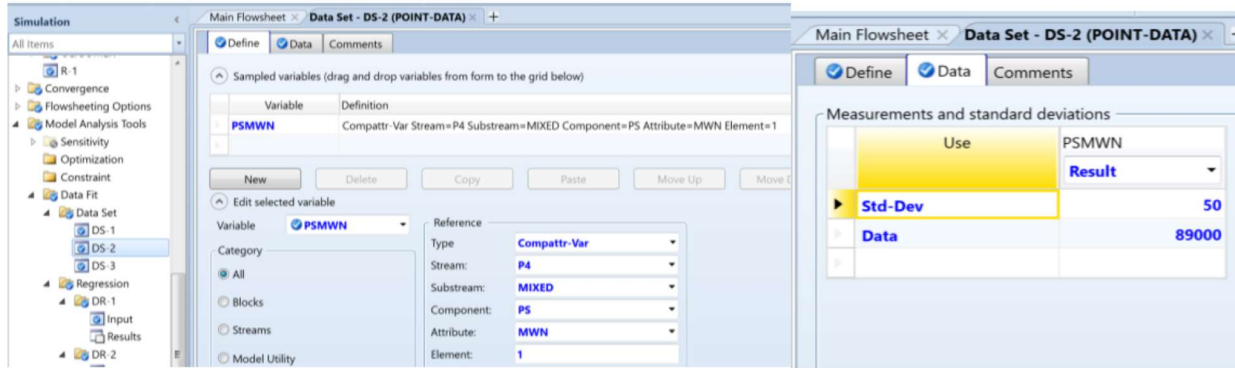 Simulation
All Items
R-1
Convergence
Flowsheeting Options
Model Analysis Tools
Sensitivity
Optimization
Constraint
Data Fit
Data Set
DS-1
DS-2
DS-3
Regression
DR-1
Input
Results
DR-2
Main Flowsheet × Data Set - DS-2 (POINT-DATA) × +
Define Data Comments
Sampled variables (drag and drop variables from form to the grid below)
Variable Definition
PSMWN Compattr-Var Stream=P4 Substream=MIXED Component=PS Attribute=MWN Element=1
New Delete Copy Paste Move Up Move
Edit selected variable
Variable PSMWN
Category
All
Blocks
Streams
Model Utility
Reference
Type Compattr-Var
Stream: P4
Substream: MIXED
Component: PS
Attribute: MWN
Element: 1
Main Flowsheet × Data Set - DS-2 (POINT-DATA) ×
Define Data Comments
Measurements and standard deviations
Use PSMWN
Result
Std-Dev 50
Data 89000